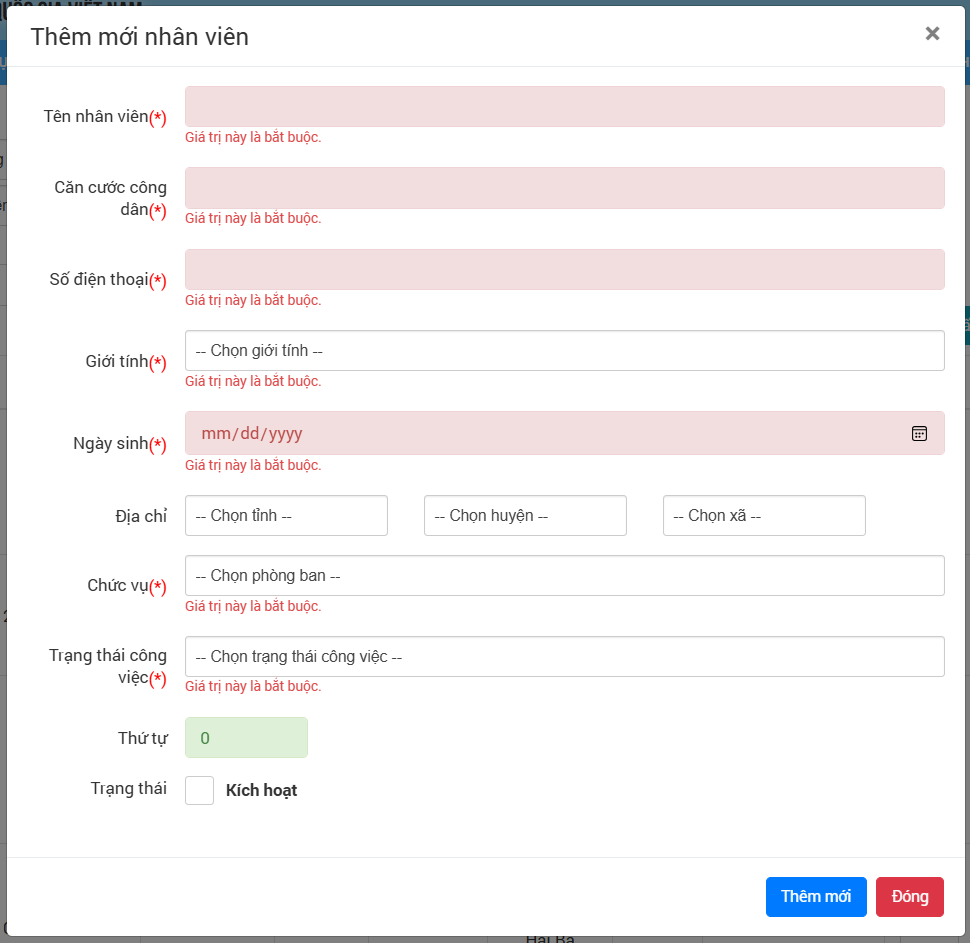 Thêm mới nhân viên ×
Tên nhân viên(*)
Giá trị này là bắt buộc.
Căn cước công
dân(*)
Giá trị này là bắt buộc.
Số điện thoại(*)
Giá trị này là bắt buộc.
Giới tính(*) -- Chọn giới tính --
Giá trị này là bắt buộc.
Ngày sinh(*) mm/dd/yyyy
Giá trị này là bắt buộc.
Địa chỉ -- Chọn tỉnh -- -- Chọn huyện -- -- Chọn xã --
Chức vụ(*) -- Chọn phòng ban --
Giá trị này là bắt buộc.
Trạng thái công
việc(*) -- Chọn trạng thái công việc --
Giá trị này là bắt buộc.
Thứ tự 0
Trạng thái Kích hoạt
Thêm mới Đóng